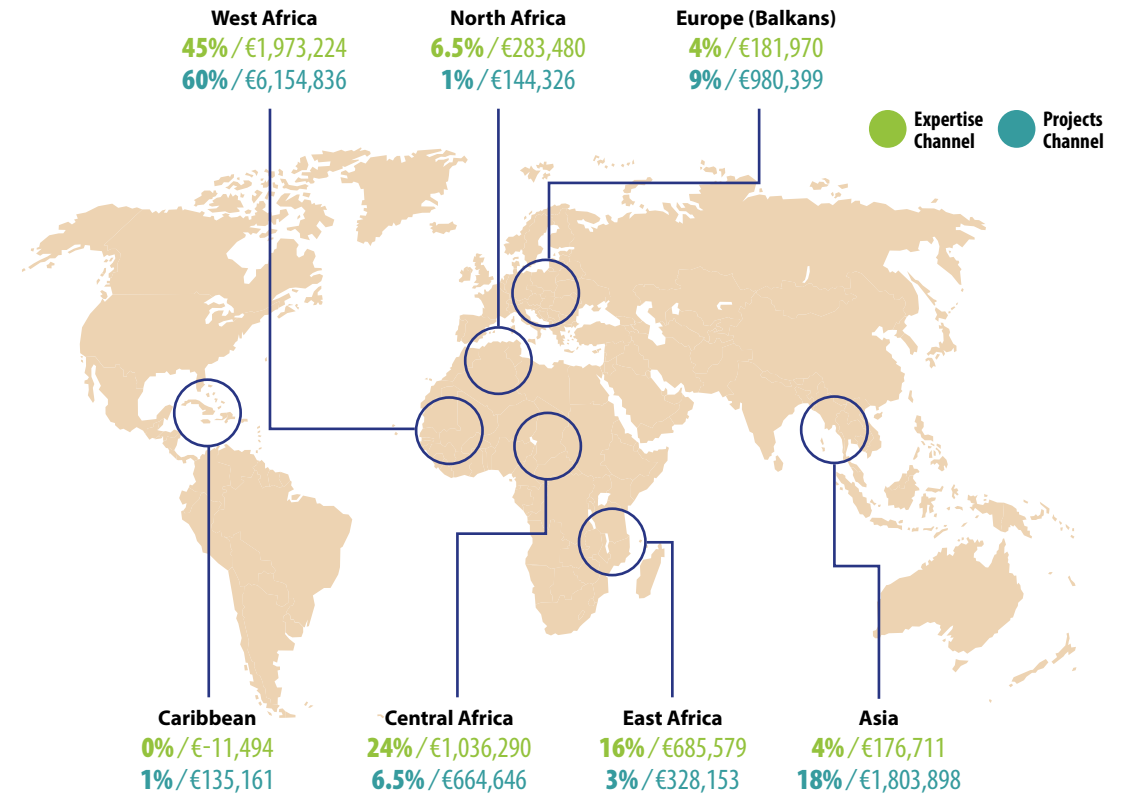 West Africa
45% / €1,973,224
60% / €6,154,836
North Africa
6.5% / €283,480
1% / €144,326
Europe (Balkans)
4% / €181,970
9% / €980,399
Expertise
Channel
Projects
Channel
Caribbean
0% / €-11,494
1% / €135,161
Central Africa
24% / €1,036,290
6.5% / €664,646
East Africa
16% / €685,579
3% / €328,153
Asia
4% / €176,711
18% / €1,803,898